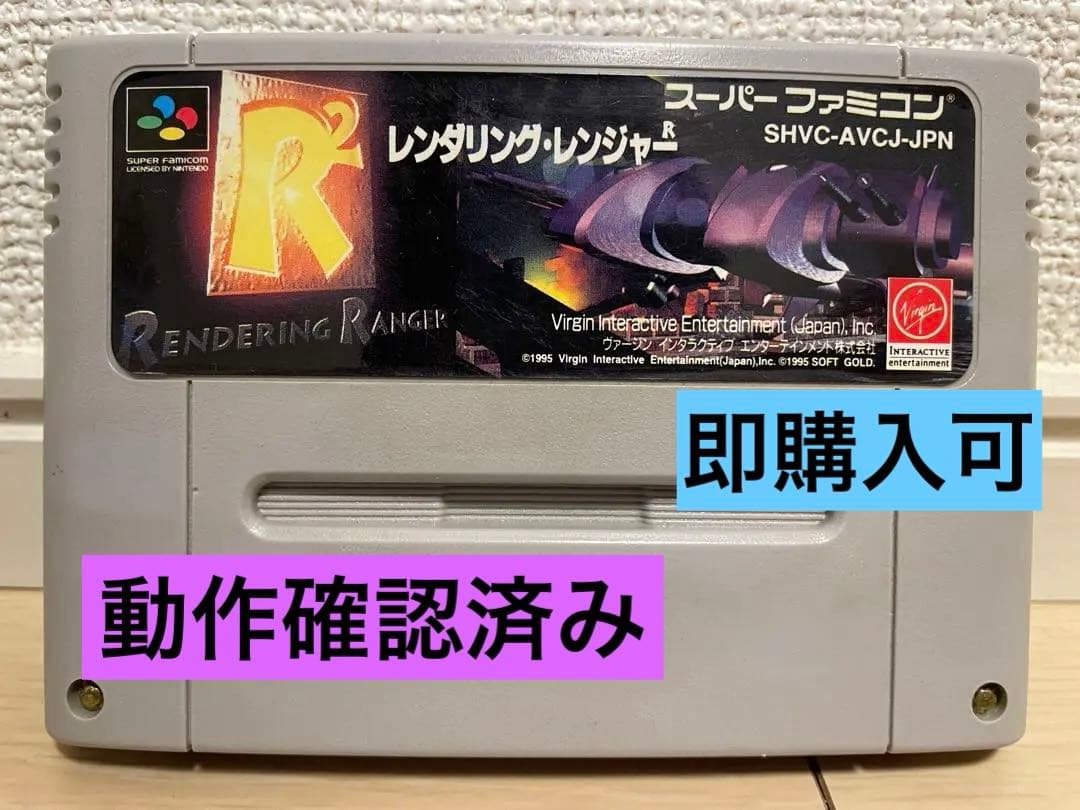 スーパーファミコン®
SHVC-AVCJ-JPN
SUPER FAMICOM
LICENSED BY NINTENDO
R²
レンダリング・レンジャーR
RENDERING RANGER
Virgin Interactive Entertainment (Japan), Inc.
ヴァージン インタラクティブ エンターテインメント株式会社
©1995 Virgin Interactive Entertainment(Japan),Inc. ©1995 SOFT GOLD.
Virgin
INTERACTIVE
entertainment
即購入可
動作確認済み